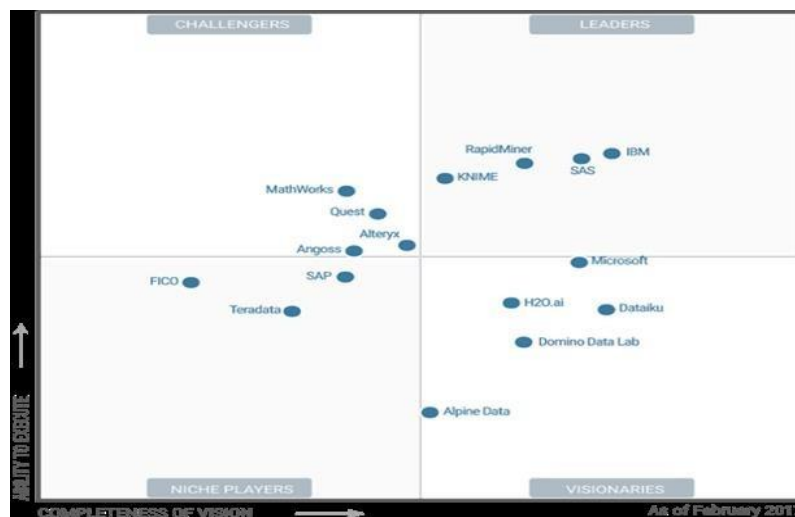 CHALLENGERS
LEADERS
RapidMiner
IBM
SAS
KNIME
MathWorks
Quest
Alteryx
Angoss
Microsoft
SAP
FICO
H2O.ai
Dataiku
Teradata
Domino Data Lab
Alpine Data
ABILITY TO EXECUTE
NICHE PLAYERS
VISIONARIES
COMPLETENESS OF VISION
As of February 2017